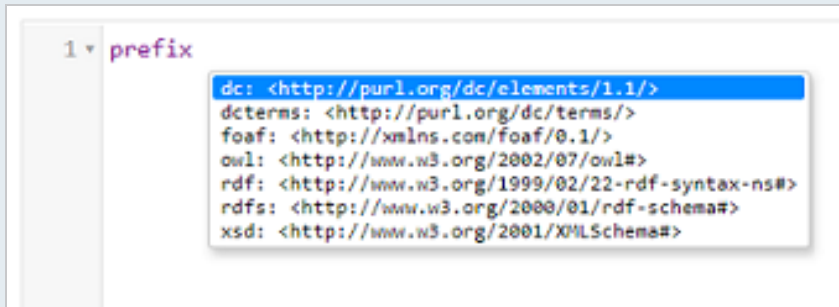 1 prefix
dc: <http://purl.org/dc/elements/1.1/>
dcterms: <http://purl.org/dc/terms/>
foaf: <http://xmlns.com/foaf/0.1/>
owl: <http://www.w3.org/2002/07/owl#>
rdf: <http://www.w3.org/1999/02/22-rdf-syntax-ns#>
rdfs: <http://www.w3.org/2000/01/rdf-schema#>
xsd: <http://www.w3.org/2001/XMLSchema#>